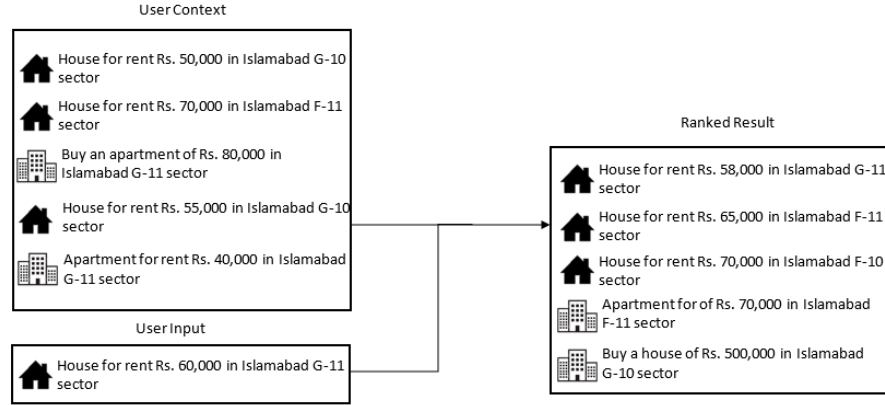 User Context
House for rent Rs. 50,000 in Islamabad G-10
sector
House for rent Rs. 70,000 in Islamabad F-11
sector
Buy an apartment of Rs. 80,000 in
Islamabad G-11 sector
House for rent Rs. 55,000 in Islamabad G-10
sector
Apartment for rent Rs. 40,000 in Islamabad
G-11 sector
User Input
House for rent Rs. 60,000 in Islamabad G-11
sector
Ranked Result
House for rent Rs. 58,000 in Islamabad G-11
sector
House for rent Rs. 65,000 in Islamabad F-11
sector
House for rent Rs. 70,000 in Islamabad F-10
sector
Apartment for of Rs. 70,000 in Islamabad
F-11 sector
Buy a house of Rs. 500,000 in Islamabad
G-10 sector